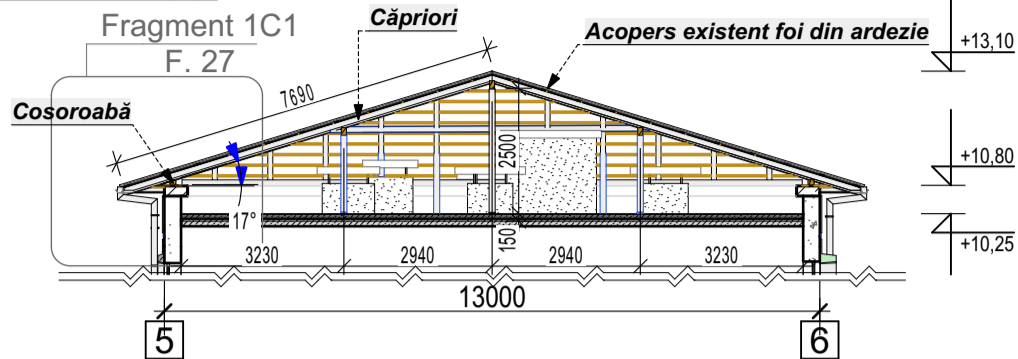 Fragment 1C1
F. 27
Căpriori
Acopers existent foi din ardezie
+13,10
Cosoroabă
7690
2500
+10,80
17°
150
+10,25
3230
2940
2940
3230
13000
5
6